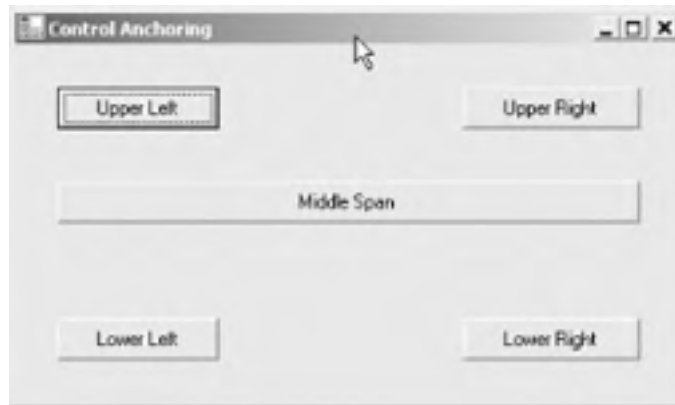 Control Anchoring
Upper Left
Upper Right
Middle Span
Lower Left
Lower Right